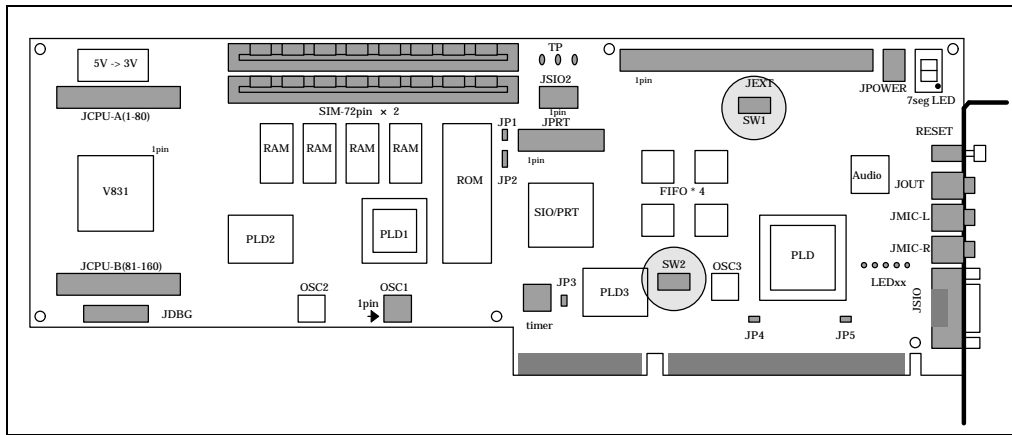 5V -> 3V
JCPU-A(1-80)
1pin
V831
JCPU-B(81-160)
JDBG
SIM-72pin × 2
RAM
RAM
RAM
RAM
ROM
PLD2
PLD1
OSC2
1pin
OSC1
TP
JSIO2
1pin
JP1
JPRT
1pin
JP2
SIO/PRT
JP3
timer
PLD3
1pin
JEXT
SW1
FIFO * 4
SW2
OSC3
PLD
JP4
JP5
JPOWER
7seg LED
RESET
Audio
JOUT
JMIC-L
JMIC-R
LEDxx
JSIO